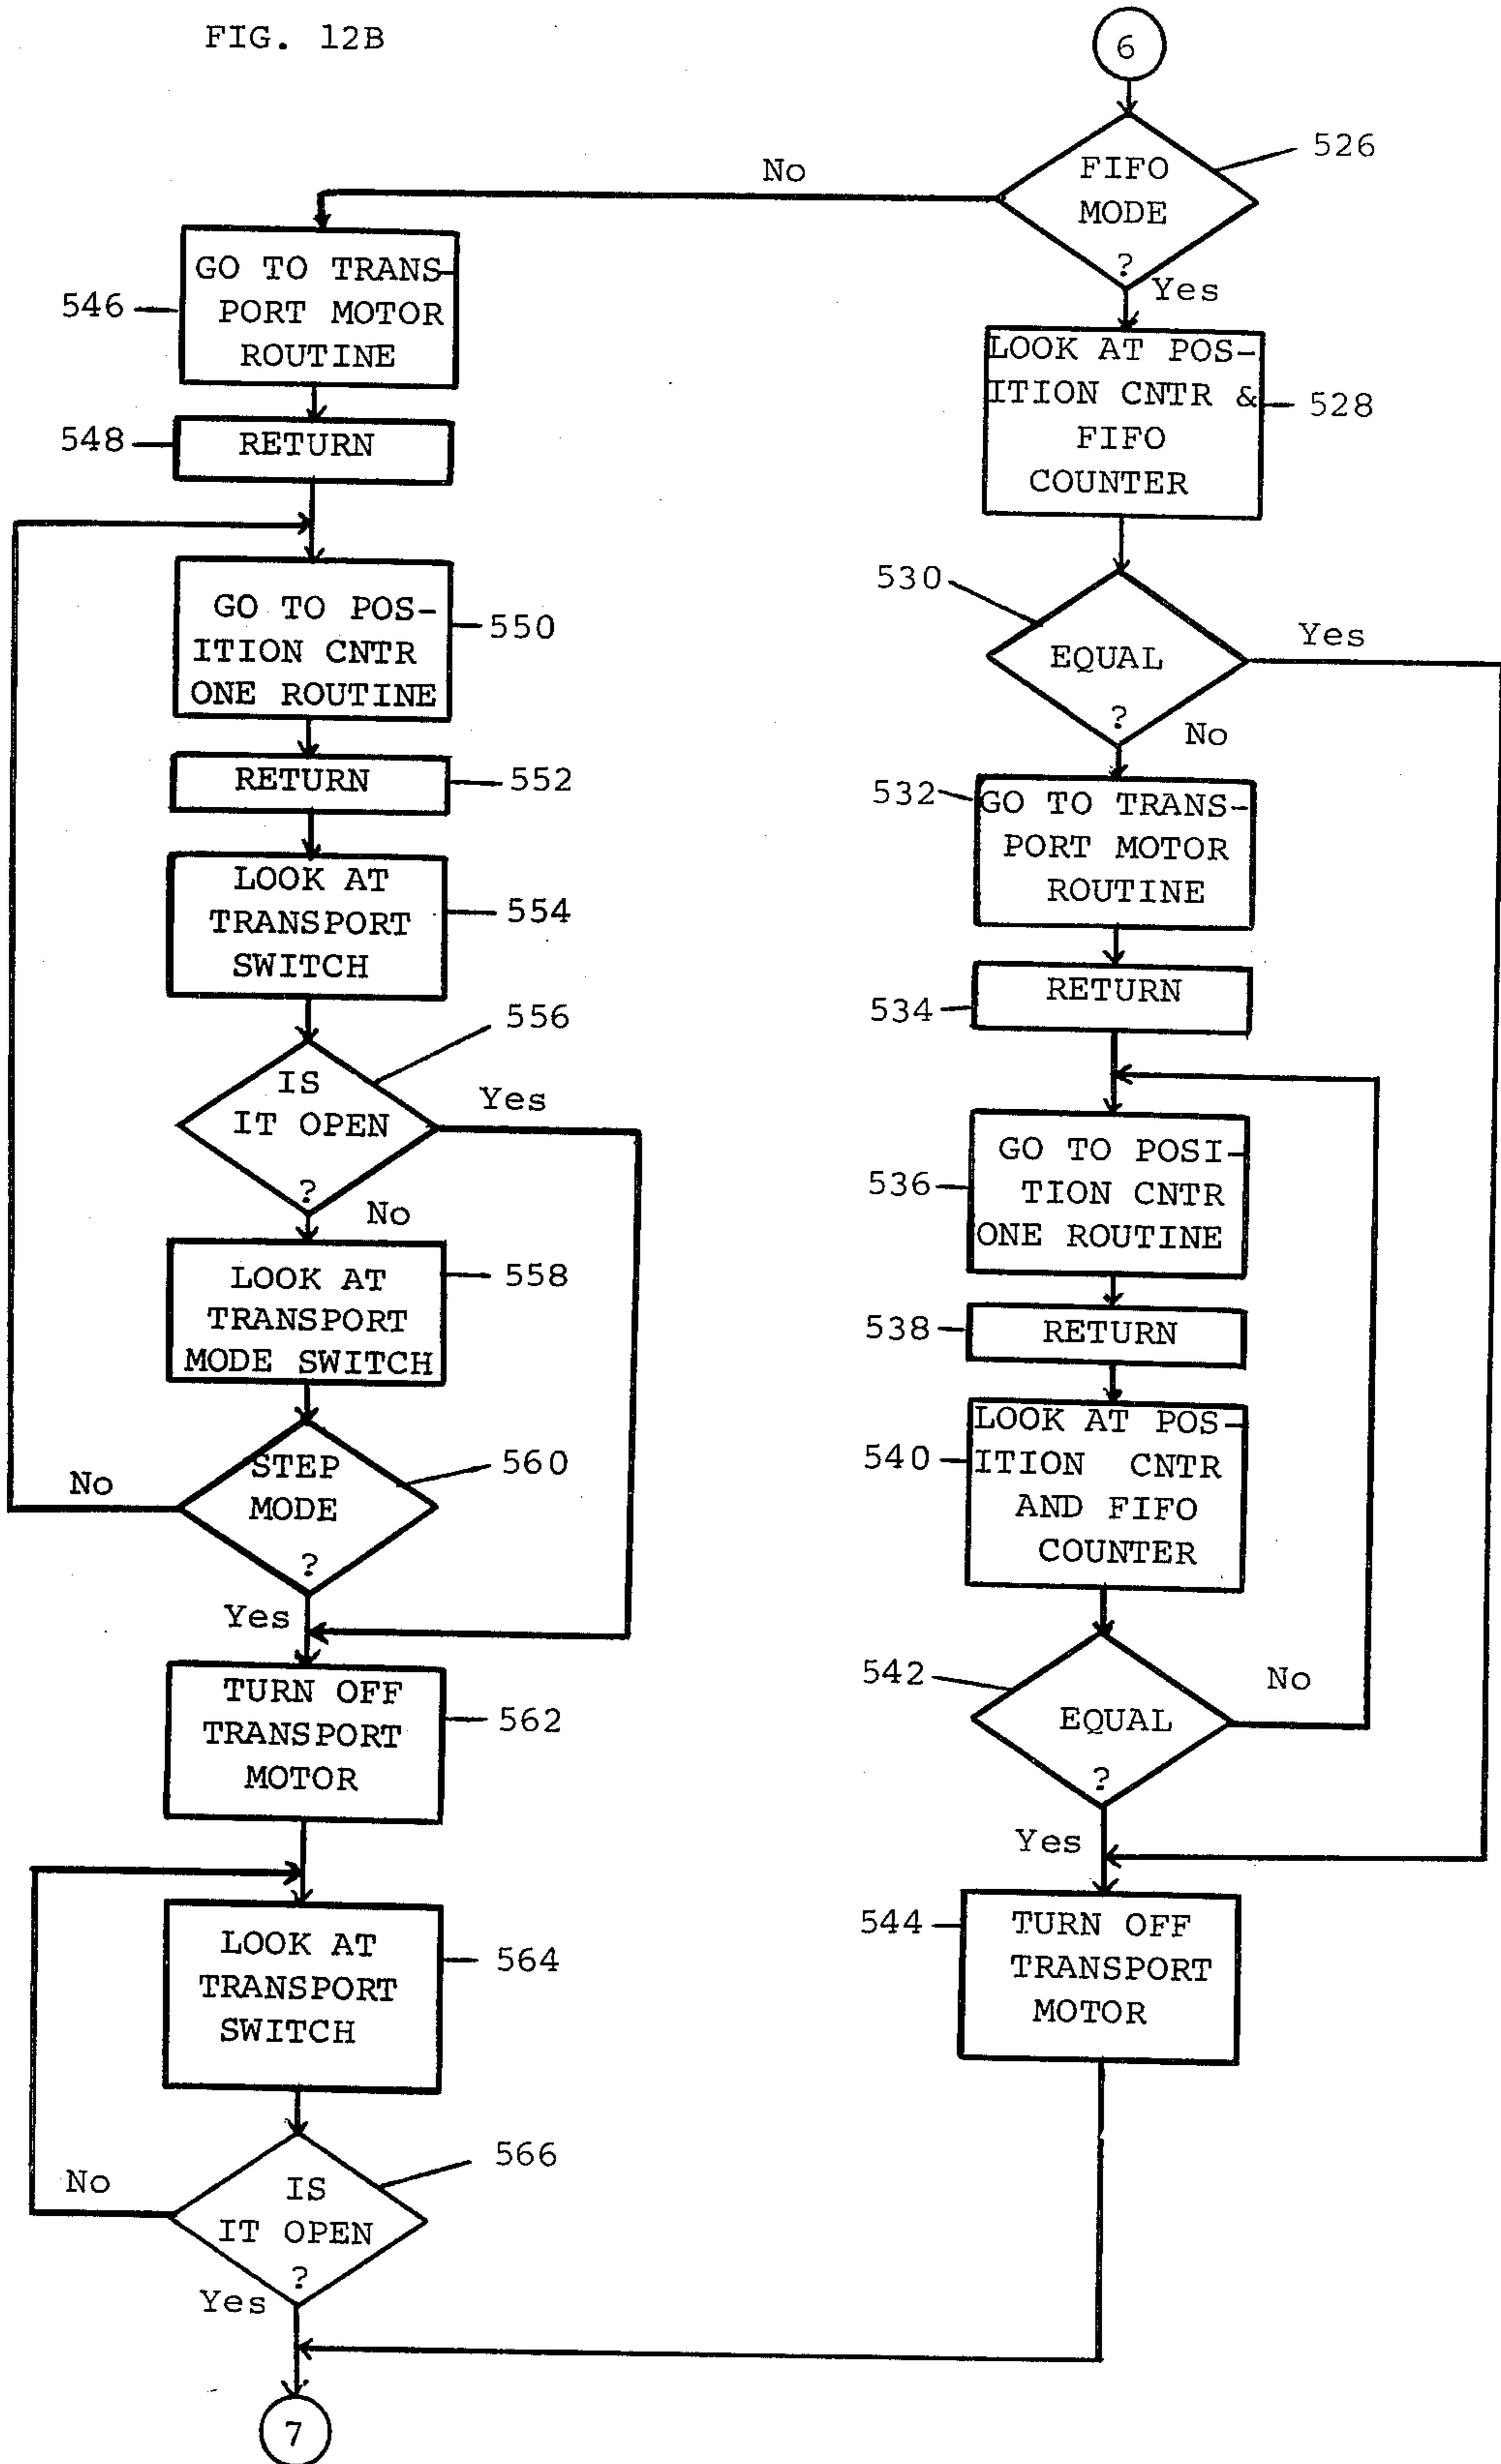 FIG. 12B
6
FIFO
MODE
?
526
No
Yes
LOOK AT POS-
ITION CNTR &
FIFO
COUNTER
528
530
EQUAL
?
Yes
No
532
GO TO TRANS-
PORT MOTOR
ROUTINE
534
RETURN
536
GO TO POSI-
TION CNTR
ONE ROUTINE
538
RETURN
540
LOOK AT POS-
ITION CNTR
AND FIFO
COUNTER
542
EQUAL
?
No
Yes
544
TURN OFF
TRANSPORT
MOTOR
546
GO TO TRANS-
PORT MOTOR
ROUTINE
548
RETURN
GO TO POS-
ITION CNTR
ONE ROUTINE
550
RETURN
552
LOOK AT
TRANSPORT
SWITCH
554
556
IS
IT OPEN
?
Yes
No
LOOK AT
TRANSPORT
MODE SWITCH
558
STEP
MODE
?
560
No
Yes
TURN OFF
TRANSPORT
MOTOR
562
LOOK AT
TRANSPORT
SWITCH
564
566
IS
IT OPEN
?
No
Yes
7